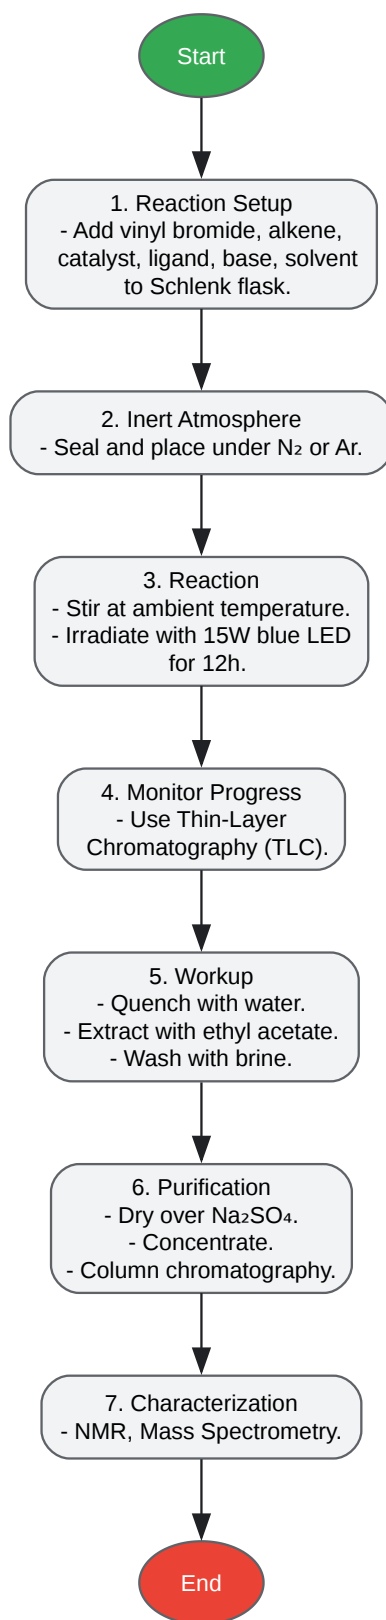 Start
1. Reaction Setup
- Add vinyl bromide, alkene,
catalyst, ligand, base, solvent
to Schlenk flask.
2. Inert Atmosphere
- Seal and place under N₂ or Ar.
3. Reaction
- Stir at ambient temperature.
- Irradiate with 15W blue LED
for 12h.
4. Monitor Progress
- Use Thin-Layer
Chromatography (TLC).
5. Workup
- Quench with water.
- Extract with ethyl acetate.
- Wash with brine.
6. Purification
- Dry over Na₂SO₄.
- Concentrate.
- Column chromatography.
7. Characterization
- NMR, Mass Spectrometry.
End